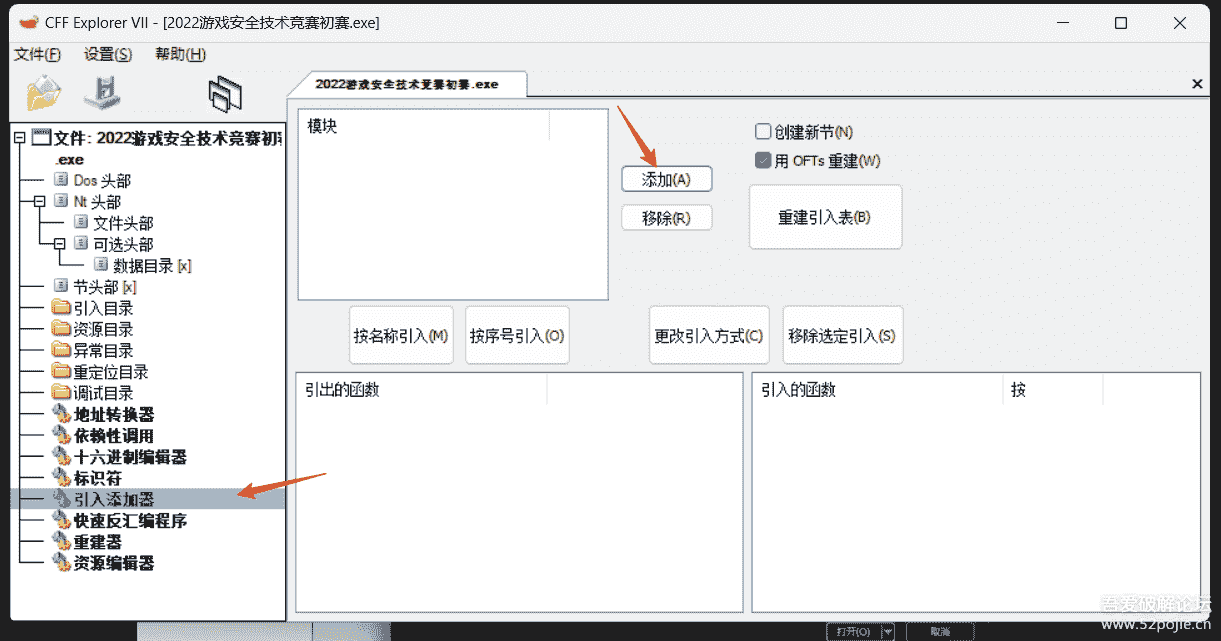 CFF Explorer VII - [2022游戏安全技术竞赛初赛.exe]
文件(F) 设置(S) 帮助(H)
2022游戏安全技术竞赛初赛.exe
文件: 2022游戏安全技术竞赛初
.exe
Dos 头部
Nt 头部
文件头部
可选头部
数据目录 [x]
节头部 [x]
引入目录
资源目录
异常目录
重定位目录
调试目录
地址转换器
依赖性调用
十六进制编辑器
标识符
引入添加器
快速反汇编程序
重建器
资源编辑器
模块
添加(A)
移除(R)
创建新节(N)
用 OFTs 重建(W)
重建引入表(B)
按名称引入(M) 按序号引入(O) 更改引入方式(C) 移除选定引入(S)
引出的函数
引入的函数 按
吾爱破解论坛
www.52pojie.cn
打开(O) 取消